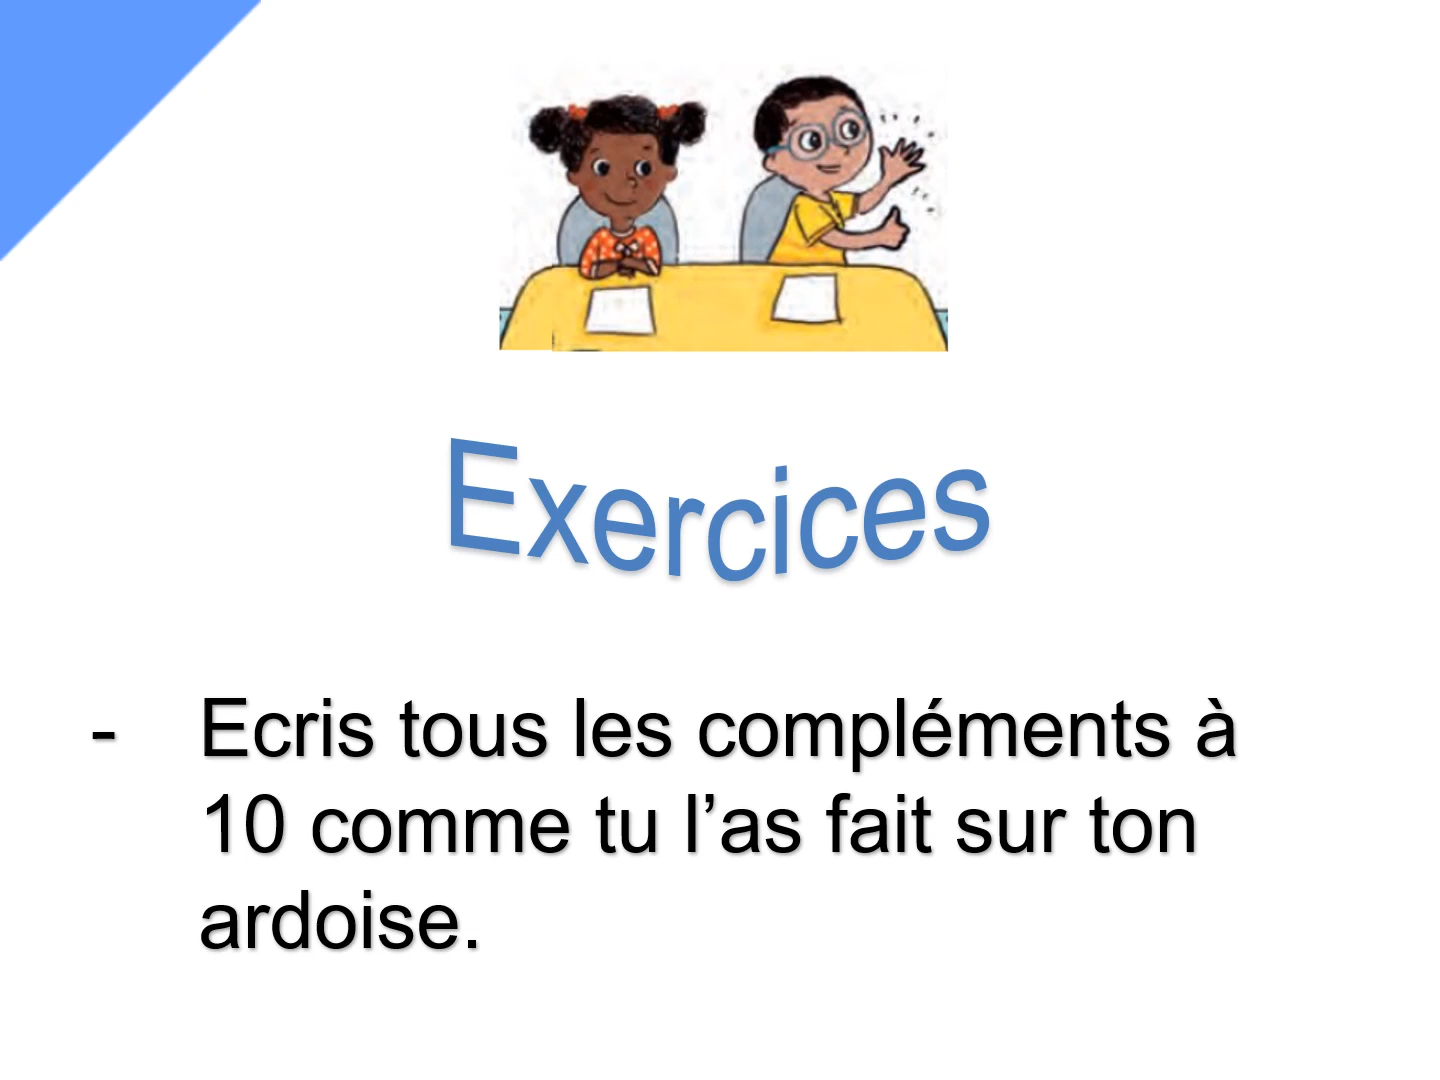 Exercices
- Ecris tous les compléments à
10 comme tu l’as fait sur ton
ardoise.